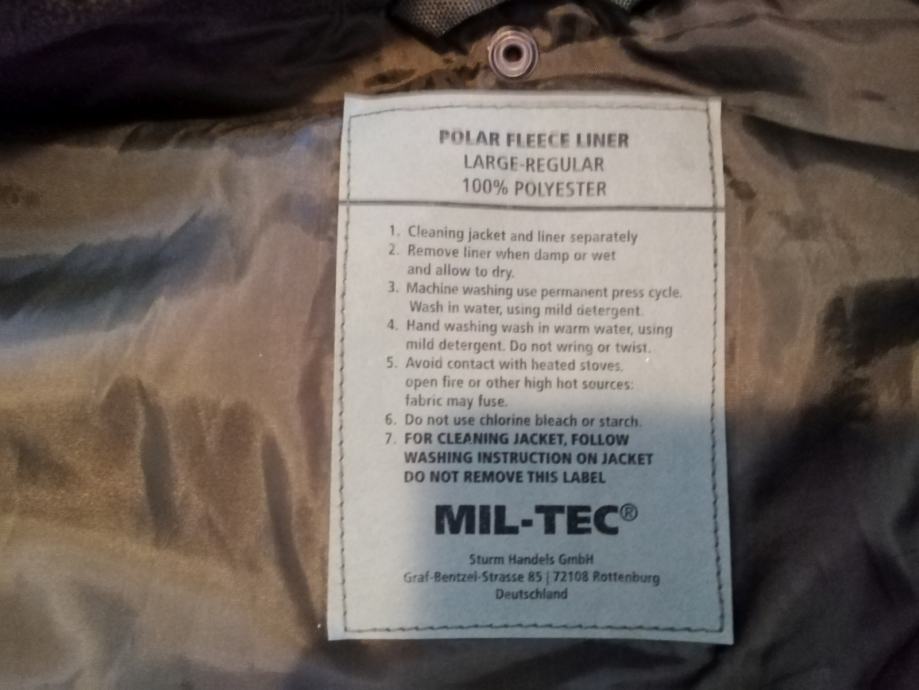 POLAR FLEECE LINER
LARGE-REGULAR
100% POLYESTER
1. Cleaning jacket and liner separately
2. Remove liner when damp or wet
and allow to dry.
3. Machine washing use permanent press cycle.
Wash in water, using mild detergent.
4. Hand washing wash in warm water, using
mild detergent. Do not wring or twist.
5. Avoid contact with heated stoves,
open fire or other high hot sources:
fabric may fuse.
6. Do not use chlorine bleach or starch.
7. FOR CLEANING JACKET, FOLLOW
WASHING INSTRUCTION ON JACKET
DO NOT REMOVE THIS LABEL
MIL-TEC®
Sturm Handels GmbH
Graf-Bentzel-Strasse 85 | 72108 Rottenburg
Deutschland